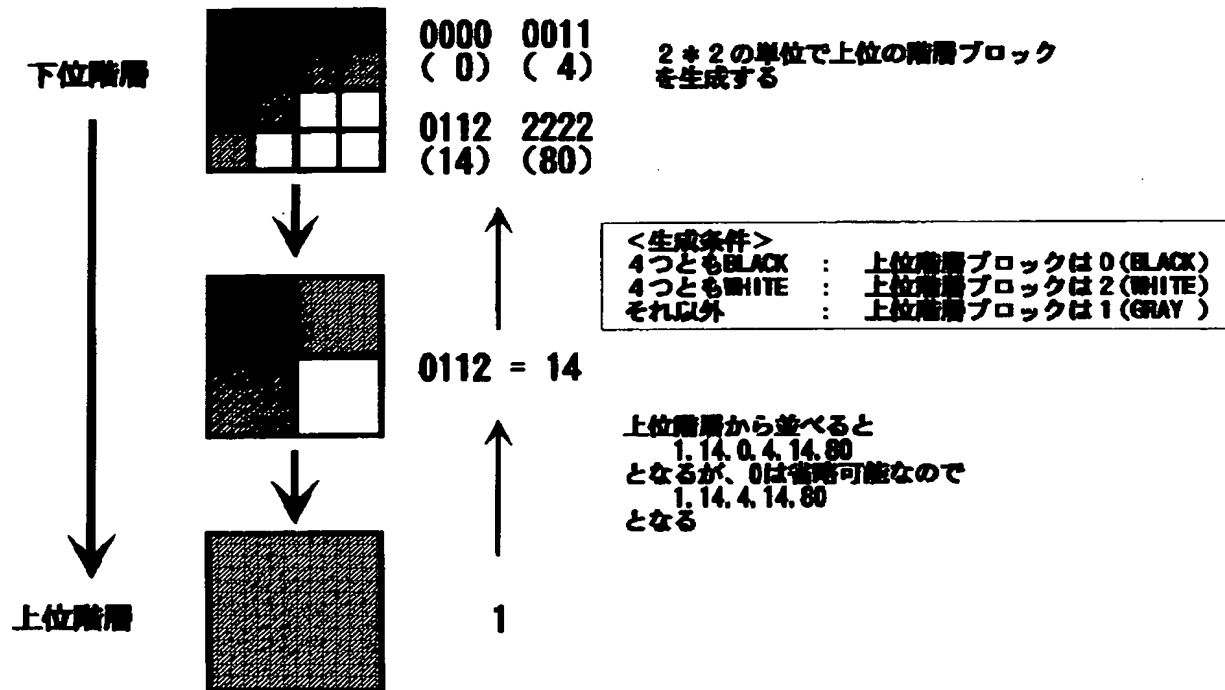 下位階層
0000 0011
( 0) ( 4)
0112 2222
(14) (80)
2*2の単位で上位の階層ブロック
を生成する
<生成条件>
4つともBLACK : 上位階層ブロックは0(BLACK)
4つともWHITE : 上位階層ブロックは2(WHITE)
それ以外 : 上位階層ブロックは1(GRAY )
0112 = 14
上位階層から並べると
1.14.0.4.14.80
となるが、0は省略可能なので
1.14.4.14.80
となる
上位階層
1